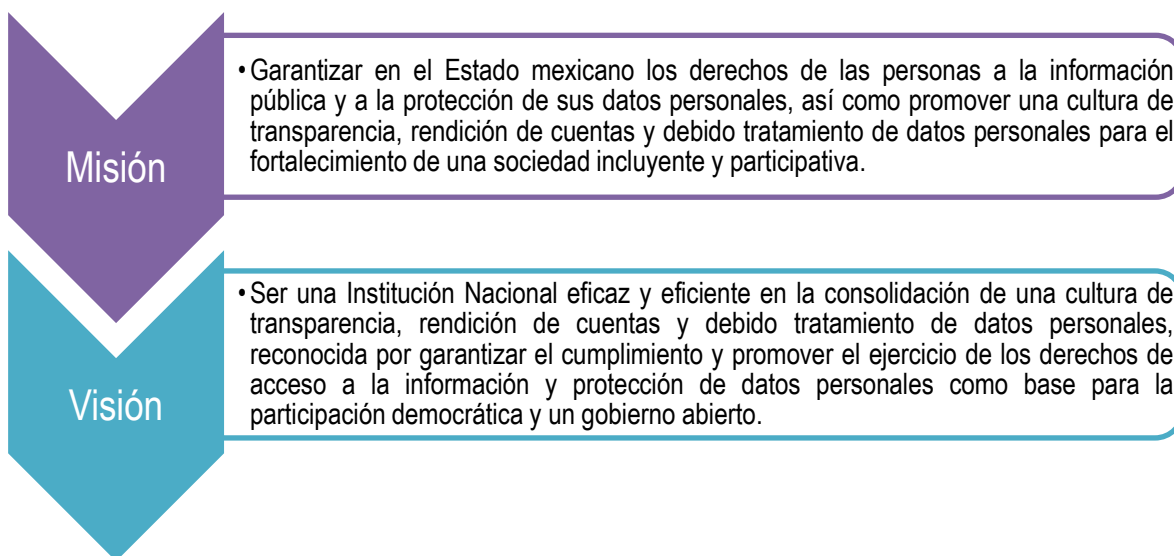 Misión
•Garantizar en el Estado mexicano los derechos de las personas a la información
pública y a la protección de sus datos personales, así como promover una cultura de
transparencia, rendición de cuentas y debido tratamiento de datos personales para el
fortalecimiento de una sociedad incluyente y participativa.
Visión
•Ser una Institución Nacional eficaz y eficiente en la consolidación de una cultura de
transparencia, rendición de cuentas y debido tratamiento de datos personales,
reconocida por garantizar el cumplimiento y promover el ejercicio de los derechos de
acceso a la información y protección de datos personales como base para la
participación democrática y un gobierno abierto.